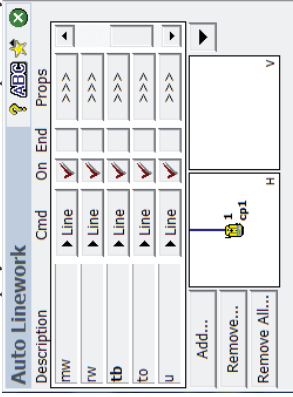 Auto Linework ? ABC
Description Cmd On End Props
mw Line >>>
rw Line >>>
tb Line >>>
to Line >>>
u Line >>>
Add...
Remove...
Remove All...
H
1
cp1
V